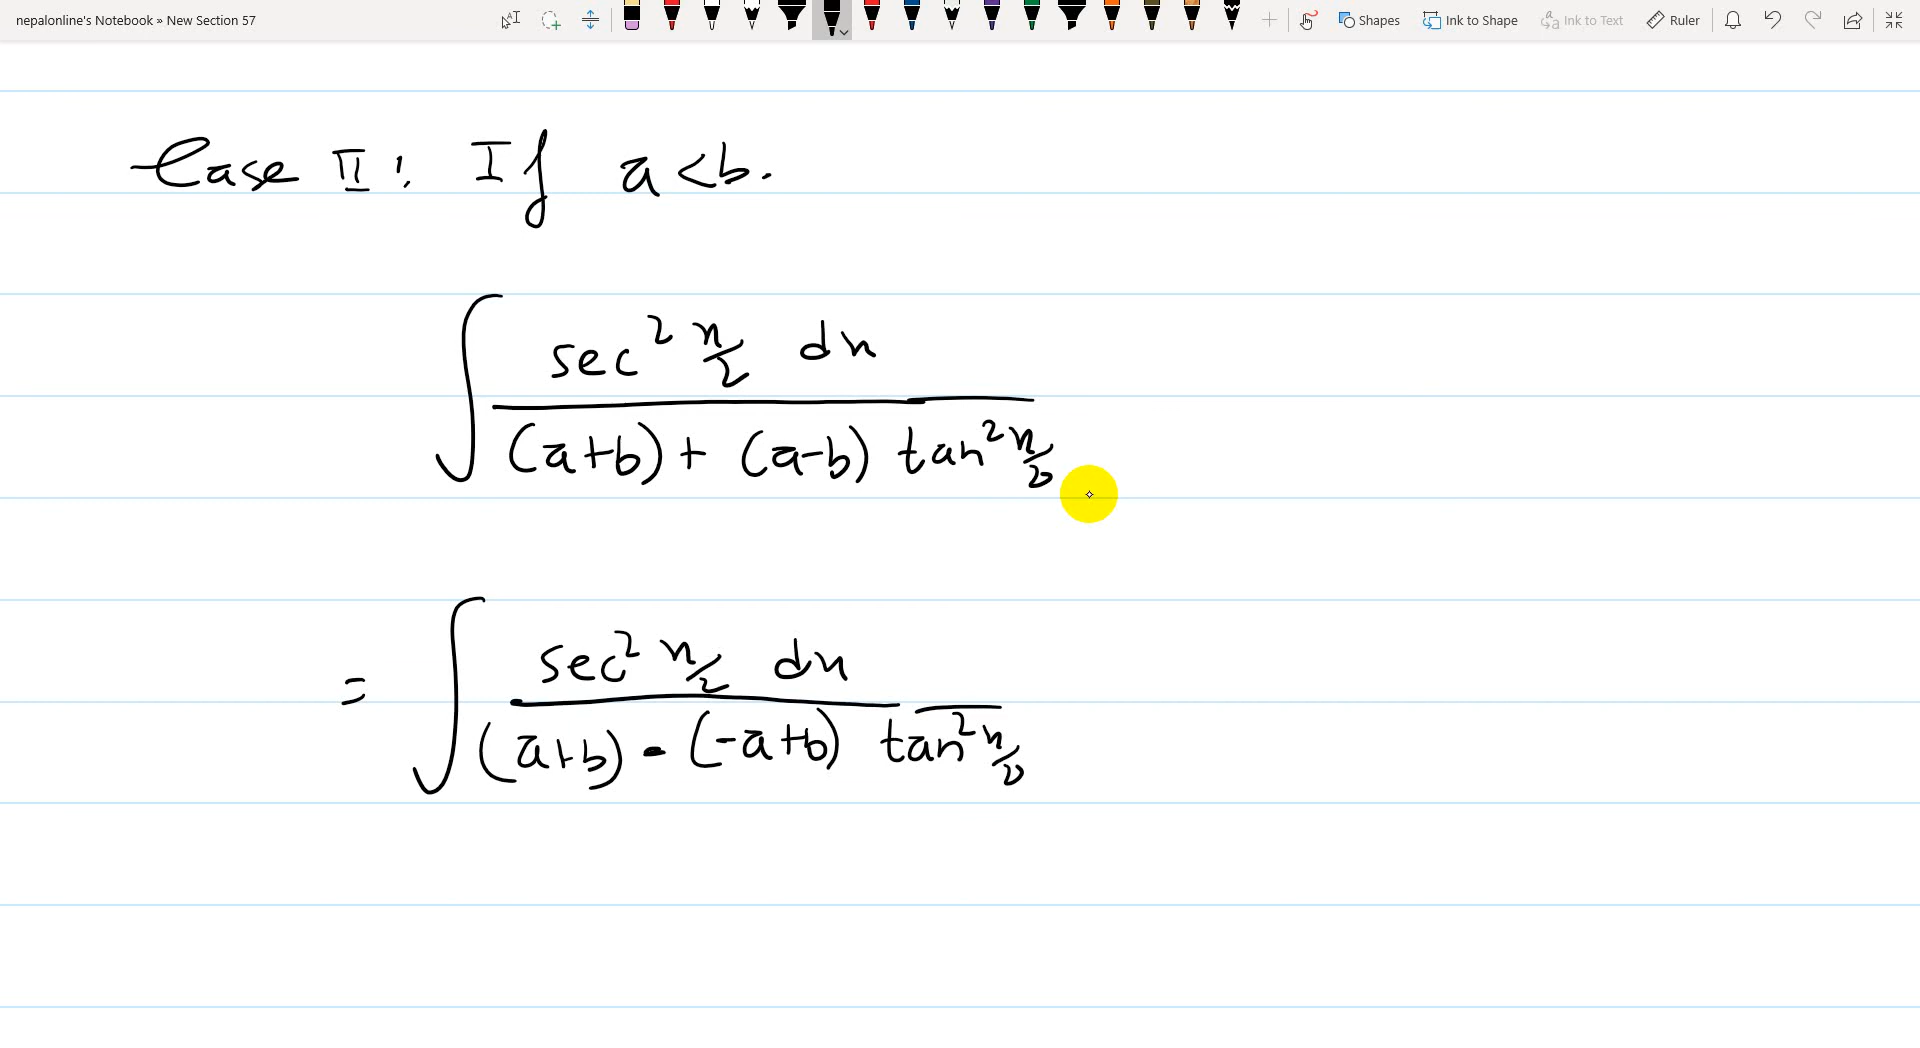 nepalonline's Notebook » New Section 57
Shapes Ink to Shape Ink to Text Ruler
Case II: If a<b.
∫ sec² x/2 dx / (a+b) + (a-b) tan² x/2
= ∫ sec² x/2 dx / (a+b) - (-a+b) tan² x/2